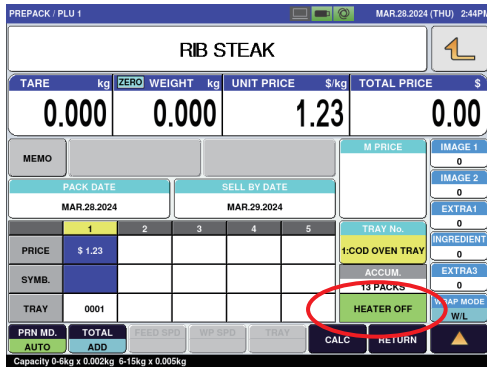 PREPACK / PLU 1 MAR.28.2024 (THU) 2:44PM
RIB STEAK
TARE kg ZERO WEIGHT kg UNIT PRICE $/kg TOTAL PRICE $
0.000 0.000 1.23 0.00
MEMO M PRICE IMAGE 1
0
IMAGE 2
0
PACK DATE SELL BY DATE
MAR.28.2024 MAR.29.2024
EXTRA1
0
1 2 3 4 5 TRAY No.
PRICE $ 1.23 1:COD OVEN TRAY
INGREDIENT
0
SYMB. ACCUM.
13 PACKS
EXTRA3
0
TRAY 0001 HEATER OFF
WRAP MODE
W/L
PRN MD. TOTAL FEED SPD WP SPD TRAY CALC RETURN
AUTO ADD
Capacity 0-6kg x 0.002kg 6-15kg x 0.005kg